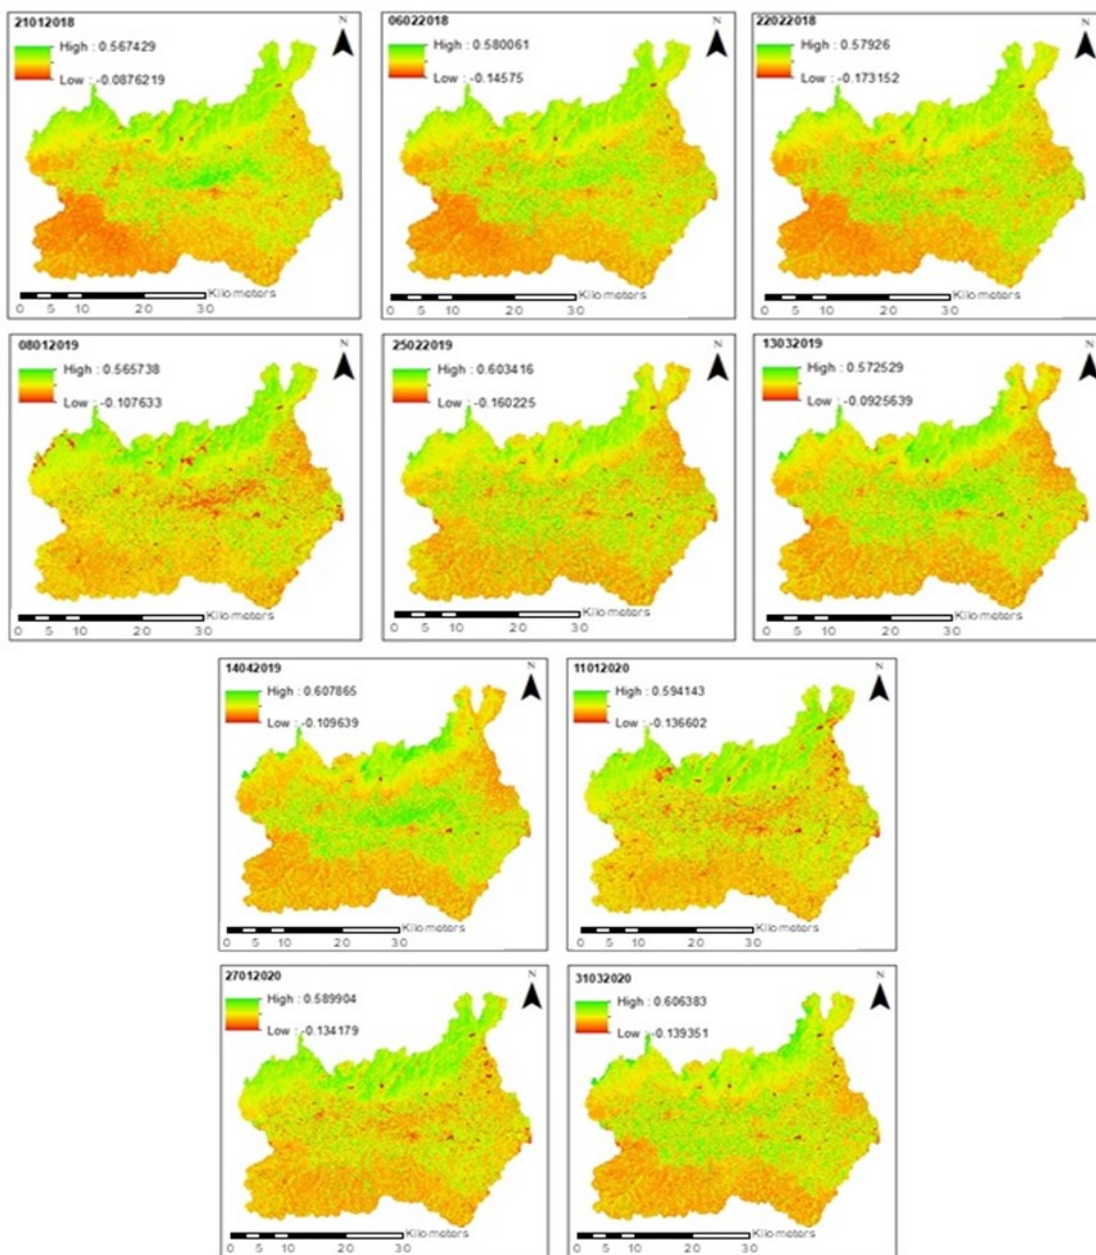 21012018
N
High : 0.567429
Low : -0.0876219
Kilometers
0 5 10 20 30
06022018
N
High : 0.580061
Low : -0.14575
Kilometers
0 5 10 20 30
22022018
N
High : 0.57926
Low : -0.173152
Kilometers
0 5 10 20 30
08012019
N
High : 0.565738
Low : -0.107633
Kilometers
0 5 10 20 30
25022019
N
High : 0.603416
Low : -0.160225
Kilometers
0 5 10 20 30
13032019
N
High : 0.572529
Low : -0.0925639
Kilometers
0 5 10 20 30
14042019
N
High : 0.607865
Low : -0.109639
Kilometers
0 5 10 20 30
11012020
N
High : 0.594143
Low : -0.136602
Kilometers
0 5 10 20 30
27012020
N
High : 0.589904
Low : -0.134179
Kilometers
0 5 10 20 30
31032020
N
High : 0.606383
Low : -0.139351
Kilometers
0 5 10 20 30